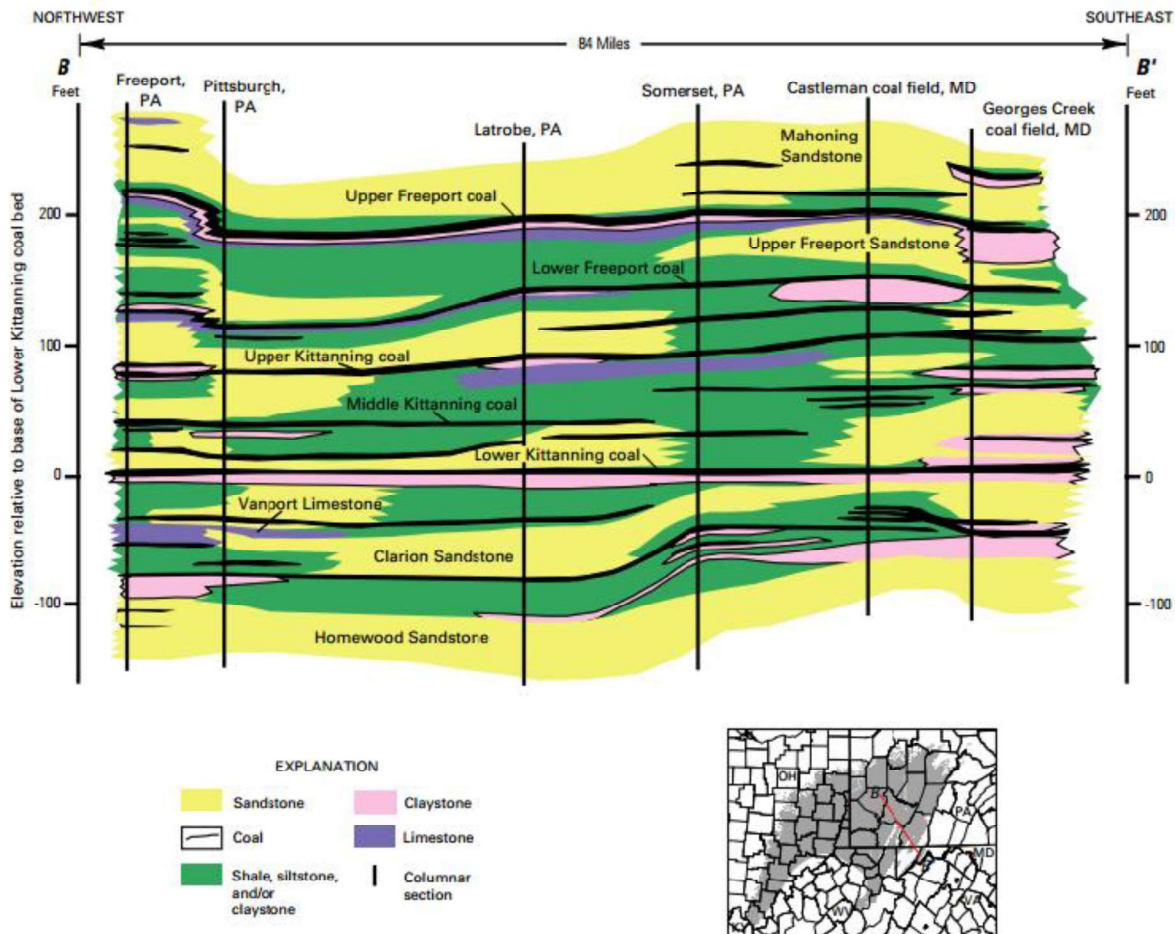 NORTHWEST
SOUTHEAST
84 Miles
B
B'
Feet
Feet
Freeport,
PA
Pittsburgh,
PA
Latrobe, PA
Somerset, PA
Castleman coal field, MD
Georges Creek
coal field, MD
Mahoning
Sandstone
Upper Freeport coal
200
200
Upper Freeport Sandstone
Lower Freeport coal
100
100
Upper Kittanning coal
Middle Kittanning coal
Lower Kittanning coal
0
0
Vanport Limestone
Clarion Sandstone
-100
-100
Homewood Sandstone
Elevation relative to base of Lower Kittanning coal bed
EXPLANATION
Sandstone
Claystone
Coal
Limestone
Shale, siltstone,
and/or
claystone
Columnar
section
OH
B
PA
MD
WV
VA
KY